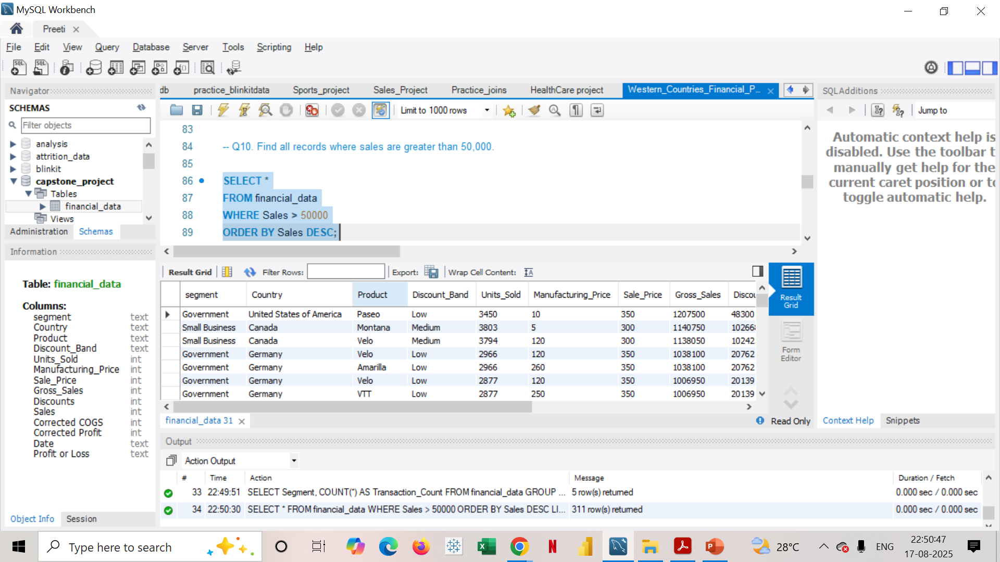 MySQL Workbench
Preeti
File Edit View Query Database Server Tools Scripting Help
Navigator
SCHEMAS
Filter objects
analysis
attrition_data
blinkit
capstone_project
Tables
financial_data
Views
Administration Schemas
Information
Table: financial_data
Columns:
segment text
Country text
Product text
Discount_Band text
Units_Sold int
Manufacturing_Price int
Sale_Price int
Gross_Sales int
Discounts int
Sales int
Corrected COGS int
Corrected Profit int
Date text
Profit or Loss text
Object Info Session
db practice_blinkitdata Sports_project Sales_Project Practice_joins HealthCare project Western_Countries_Financial_P...
Limit to 1000 rows
83
84 -- Q10. Find all records where sales are greater than 50,000.
85
86 SELECT *
87 FROM financial_data
88 WHERE Sales > 50000
89 ORDER BY Sales DESC;
Result Grid Filter Rows: Export: Wrap Cell Content:
segment Country Product Discount_Band Units_Sold Manufacturing_Price Sale_Price Gross_Sales Discou
Government United States of America Paseo Low 3450 10 350 1207500 48300
Small Business Canada Montana Medium 3803 5 300 1140750 10266
Small Business Canada Velo Medium 3794 120 300 1138050 10242
Government Germany Velo Low 2966 120 350 1038100 20762
Government Germany Amarilla Low 2966 260 350 1038100 20762
Government Germany Velo Low 2877 120 350 1006950 20139
Government Germany VTT Low 2877 250 350 1006950 20139
Result Grid
Form Editor
financial_data 31
Read Only
SQLAdditions
Jump to
Automatic context help is
disabled. Use the toolbar t
manually get help for the
current caret position or to
toggle automatic help.
Context Help Snippets
Output
Action Output
# Time Action Message Duration / Fetch
33 22:49:51 SELECT Segment, COUNT(*) AS Transaction_Count FROM financial_data GROUP ... 5 row(s) returned 0.000 sec / 0.000 sec
34 22:50:30 SELECT * FROM financial_data WHERE Sales > 50000 ORDER BY Sales DESC LI... 311 row(s) returned 0.000 sec / 0.000 sec
Type here to search
28°C
ENG
22:50:47
17-08-2025